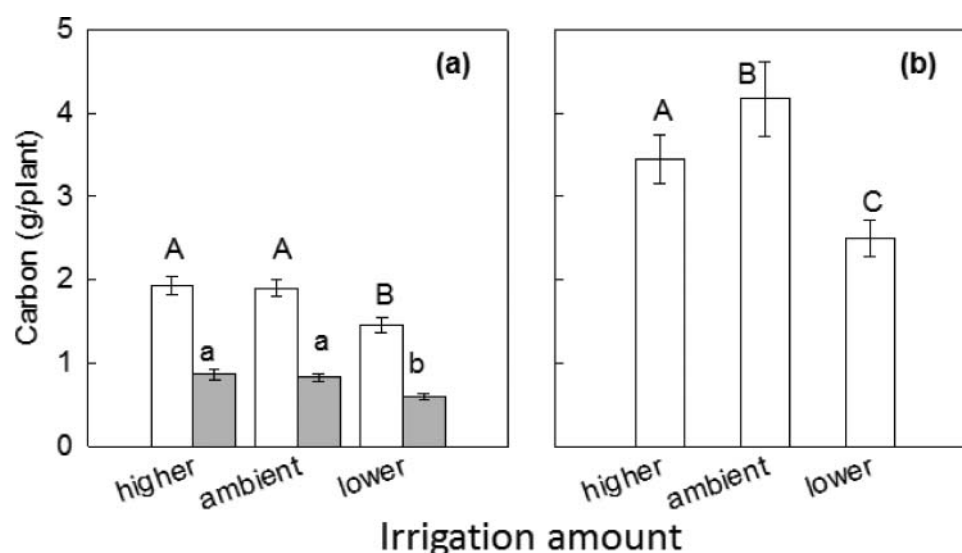 5
4
3
2
1
0
Carbon (g/plant)
(a)
A
a
A
a
B
b
higher
ambient
lower
(b)
A
B
C
higher
ambient
lower
Irrigation amount